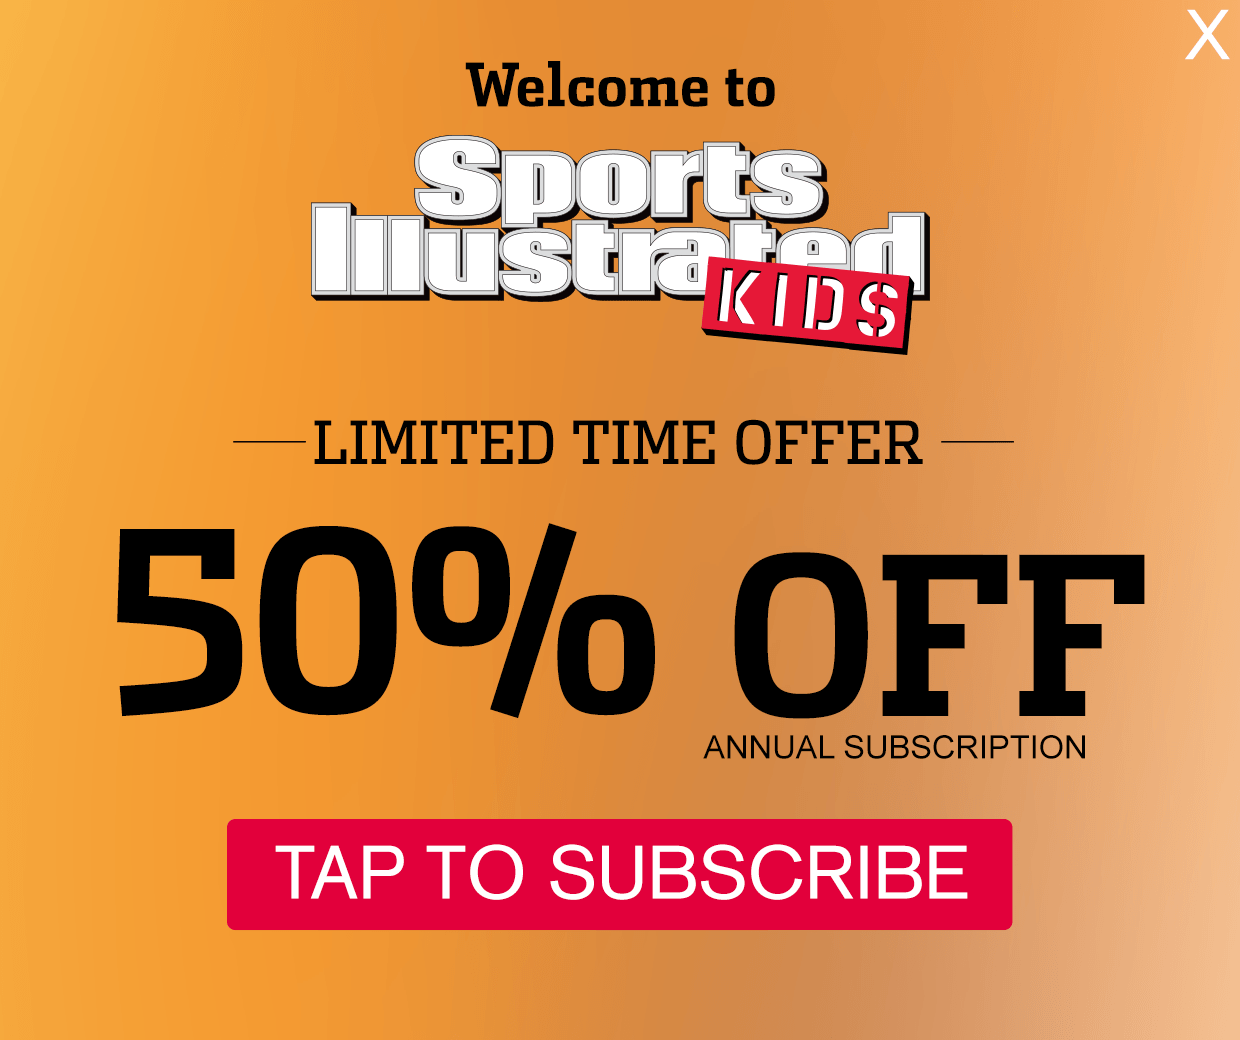 X
Welcome to
Sports
Illustrated
KIDS
LIMITED TIME OFFER
50% OFF
ANNUAL SUBSCRIPTION
TAP TO SUBSCRIBE